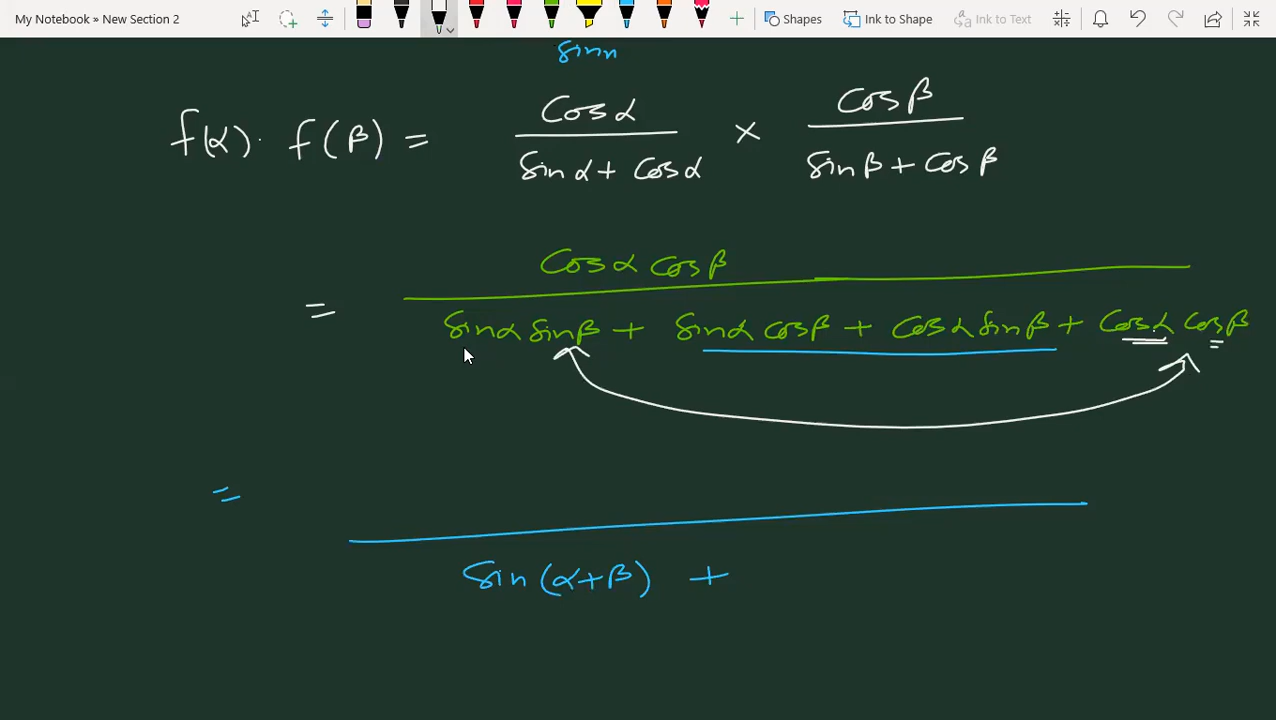 My Notebook » New Section 2
Shapes
Ink to Shape
Ink to Text
sin n
f(α) · f(β) = cosα / (sinα + cosα) × cosβ / (sinβ + cosβ)
= cosα cosβ / (sinα sinβ + sinα cosβ + cosα sinβ + cosα cosβ)
=
sin(α+β) +